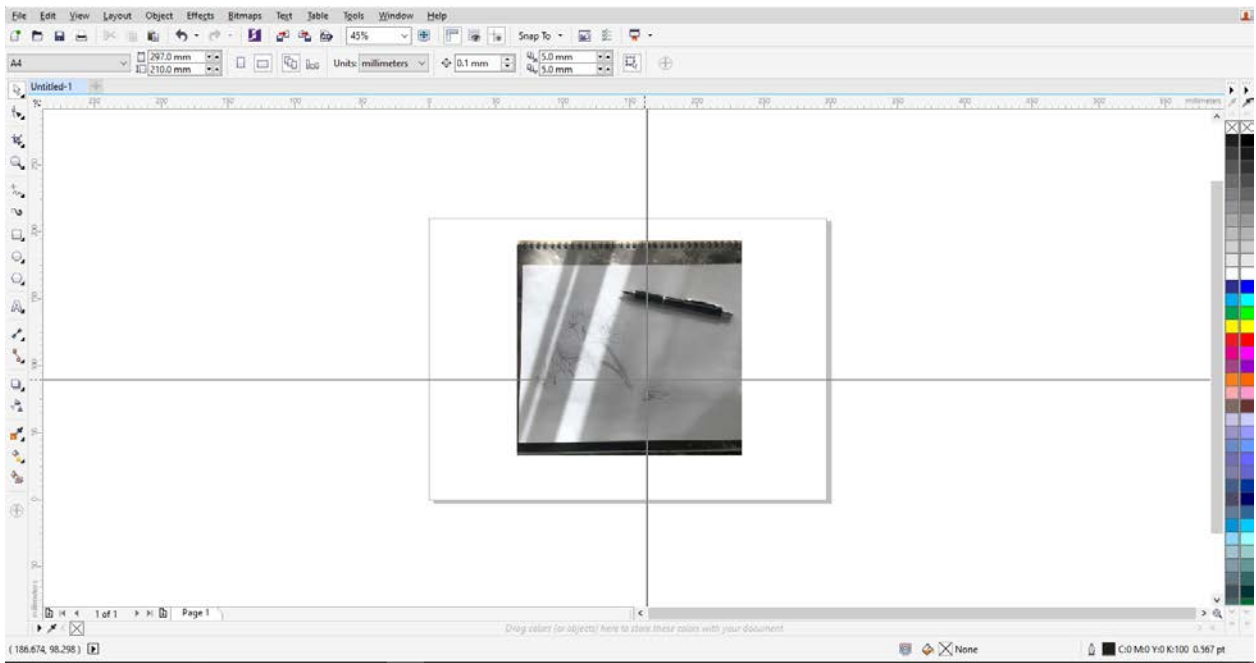 File Edit View Layout Object Effects Bitmaps Text Table Tools Window Help
45% Snap To
A4 297.0 mm 210.0 mm Units: millimeters 0.1 mm 5.0 mm 5.0 mm
Untitled-1
millimeters
millimeters
1 of 1 Page 1
Drag colors (or objects) here to store these colors with your document
( 186.674, 98.298 ) None C:0 M:0 Y:0 K:100 0.567 pt